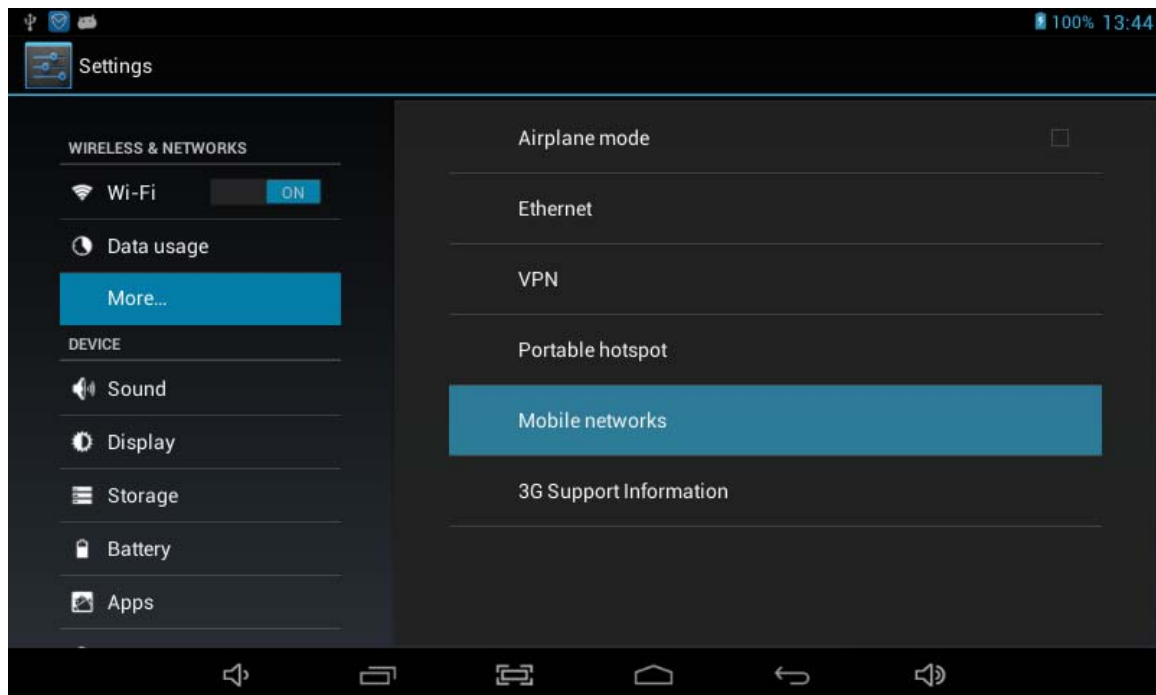 100% 13:44
Settings
WIRELESS & NETWORKS
Wi-Fi ON
Data usage
More...
DEVICE
Sound
Display
Storage
Battery
Apps
Airplane mode
Ethernet
VPN
Portable hotspot
Mobile networks
3G Support Information